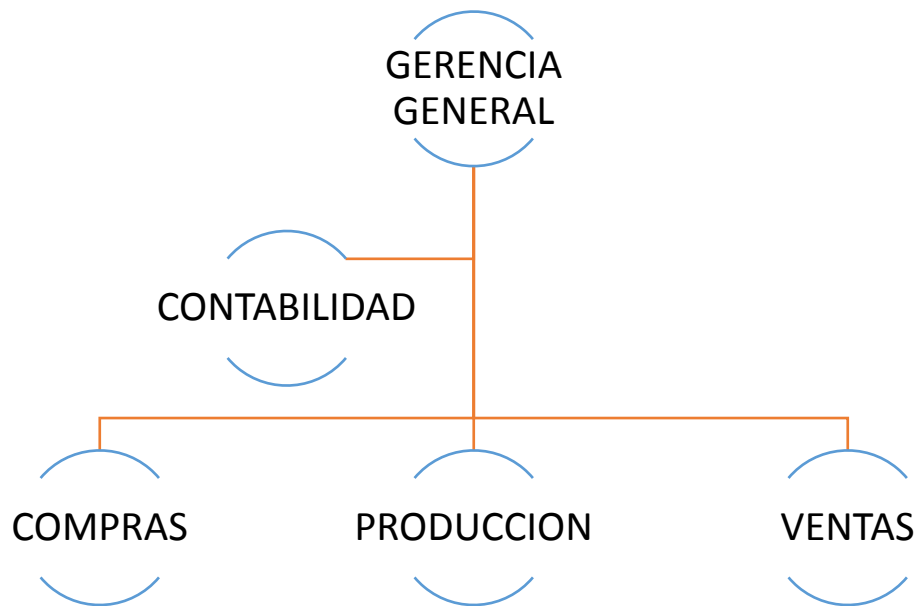 GERENCIA
GENERAL
CONTABILIDAD
COMPRAS
PRODUCCION
VENTAS